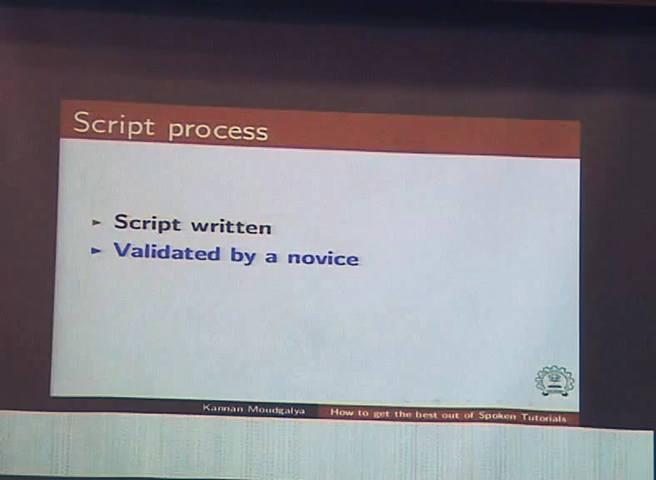 Script process
► Script written
► Validated by a novice
Kannan Moudgalya
How to get the best out of Spoken Tutorials